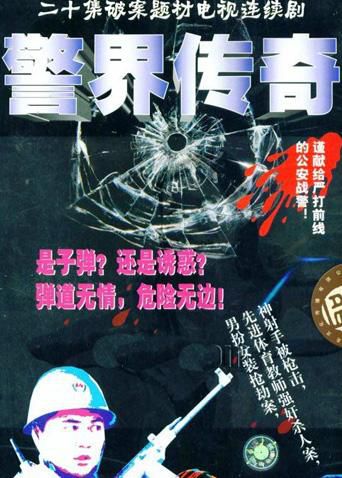 二十集破案题材电视连续剧
警界传奇
谨献给严打前线
的公安战警！
是子弹？还是诱惑？
弹道无情，危险无边！
神射手被枪击，
先进体育教师强奸杀人案，
男扮女装抢劫案，